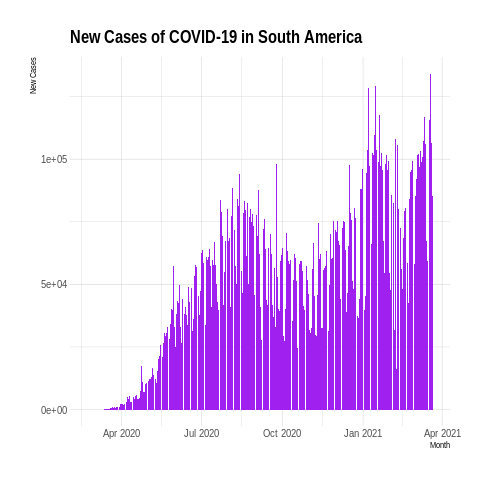 New Cases of COVID-19 in South America
New Cases
1e+05
5e+04
0e+00
Apr 2020 Jul 2020 Oct 2020 Jan 2021 Apr 2021
Month